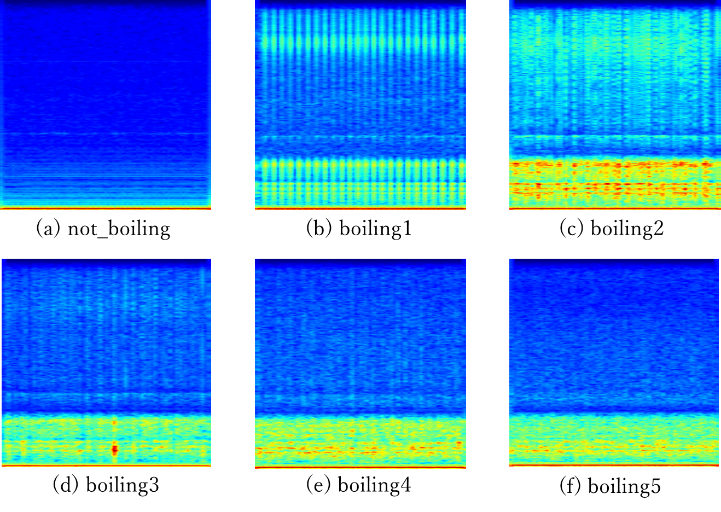 (a) not_boiling
(b) boiling1
(c) boiling2
(d) boiling3
(e) boiling4
(f) boiling5